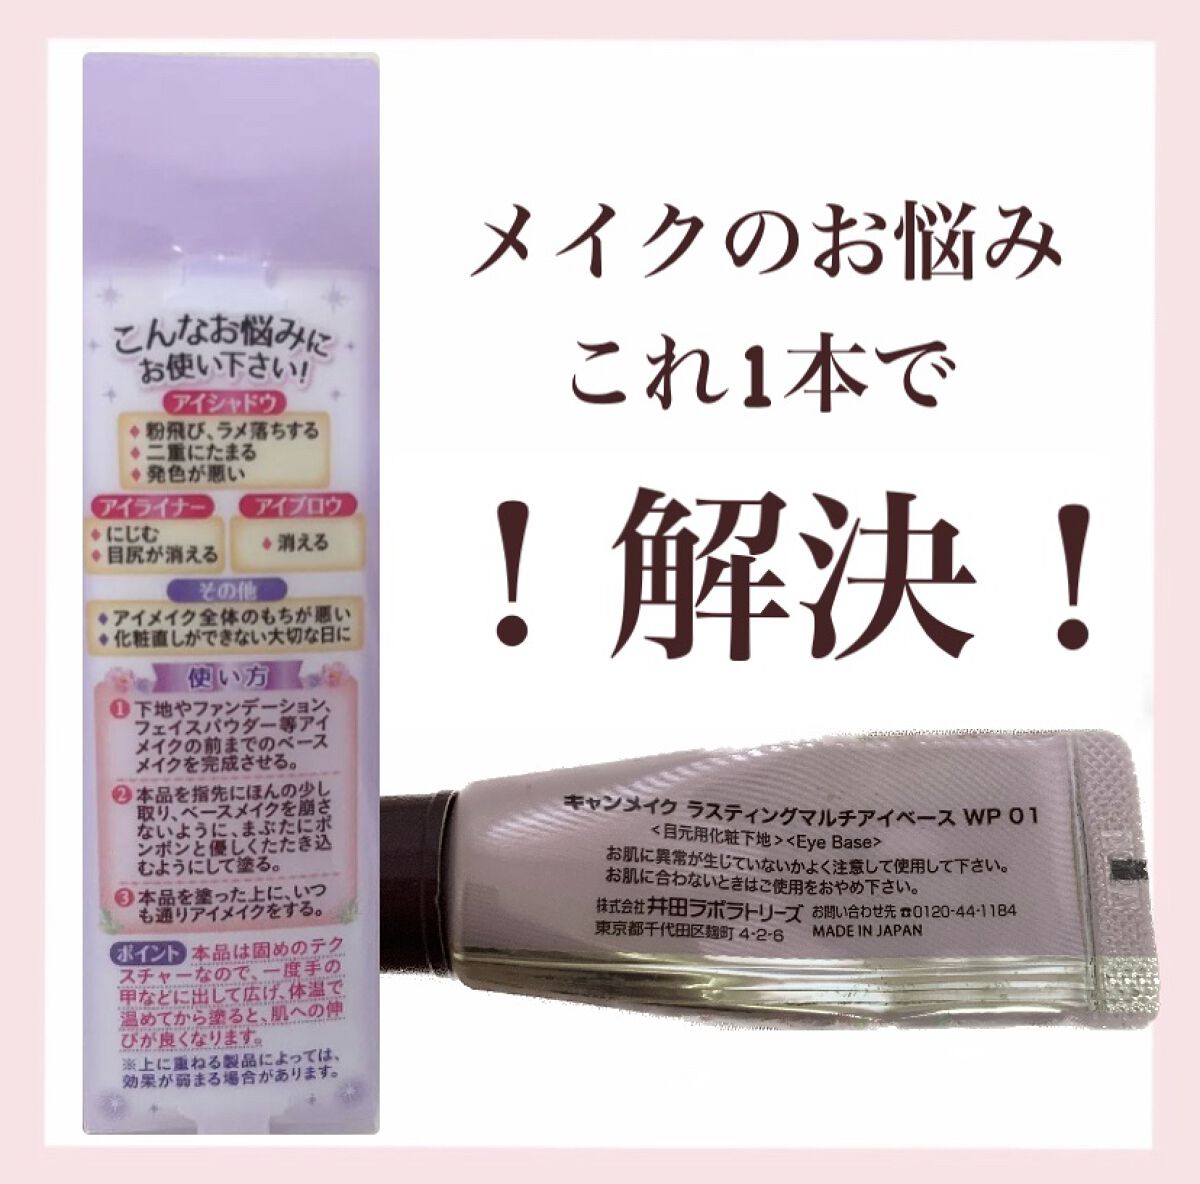 メイクのお悩み
これ1本で
！解決！
こんなお悩みに
お使い下さい!
アイシャドウ
粉飛び、ラメ落ちする
二重にたまる
発色が悪い
アイライナー
にじむ
目尻が消える
アイブロウ
消える
その他
アイメイク全体のもちが悪い
化粧直しができない大切な日に
使い方
1 下地やファンデーション、
フェイスパウダー等アイ
メイクの前までのベース
メイクを完成させる。
2 本品を指先にほんの少し
取り、ベースメイクを崩さ
ないように、まぶたにポ
ンポンと優しくたたき込
むようにして塗る。
3 本品を塗った上に、いつ
も通りアイメイクをする。
ポイント 本品は固めのテク
スチャーなので、一度手の
甲などに出して広げ、体温で
温めてから塗ると、肌への伸
びが良くなります。
※上に重ねる製品によっては、
効果が弱まる場合があります。
キャンメイク ラスティングマルチアイベース WP 01
<目元用化粧下地><Eye Base>
お肌に異常が生じていないかよく注意して使用して下さい。
お肌に合わないときはご使用をおやめ下さい。
株式会社 井田ラボラトリーズ お問い合わせ先 ☎0120-44-1184
東京都千代田区麹町 4-2-6 MADE IN JAPAN